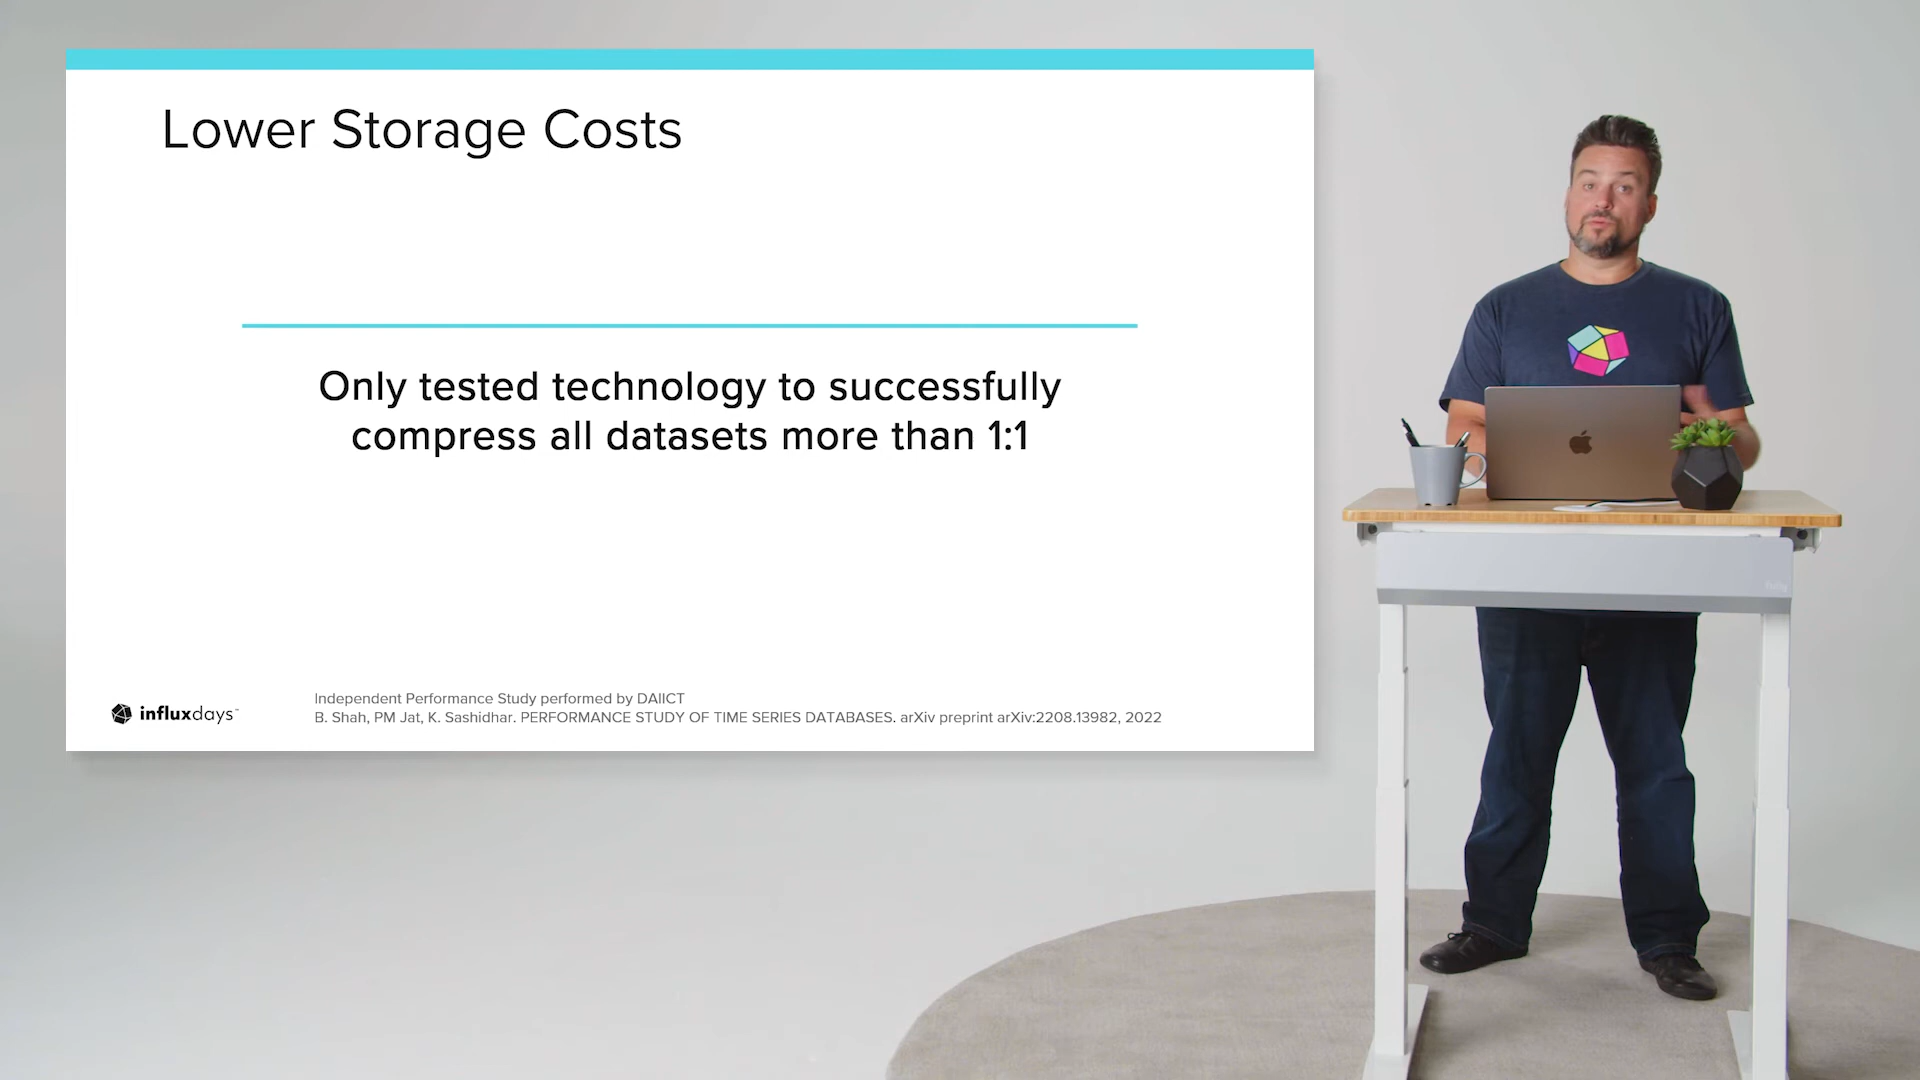 Lower Storage Costs
Only tested technology to successfully
compress all datasets more than 1:1
influxdays™
Independent Performance Study performed by DAIICT
B. Shah, PM Jat, K. Sashidhar. PERFORMANCE STUDY OF TIME SERIES DATABASES. arXiv preprint arXiv:2208.13982, 2022